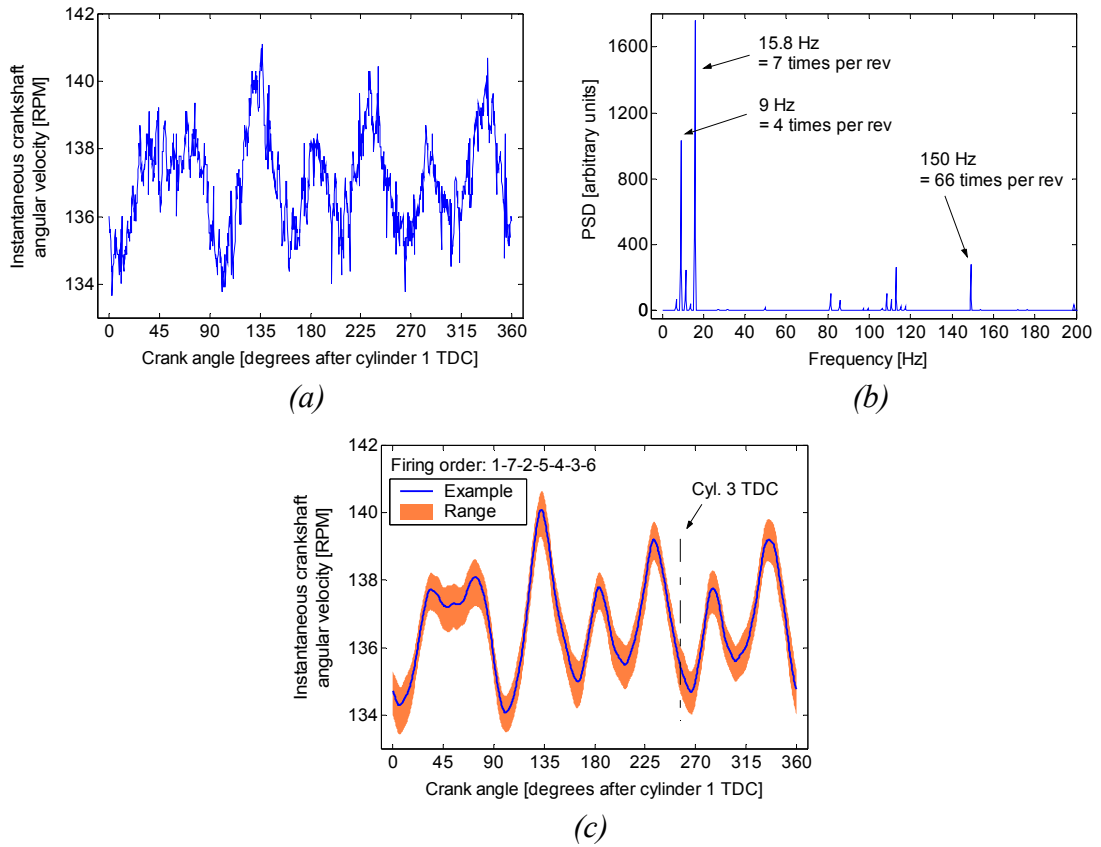 142
140
138
136
134
0 45 90 135 180 225 270 315 360
Instantaneous crankshaft
angular velocity [RPM]
Crank angle [degrees after cylinder 1 TDC]
(a)
1600
1200
800
400
0
0 20 40 60 80 100 120 140 160 180 200
PSD [arbitrary units]
Frequency [Hz]
15.8 Hz
= 7 times per rev
9 Hz
= 4 times per rev
150 Hz
= 66 times per rev
(b)
142
140
138
136
134
0 45 90 135 180 225 270 315 360
Instantaneous crankshaft
angular velocity [RPM]
Crank angle [degrees after cylinder 1 TDC]
Firing order: 1-7-2-5-4-3-6
Example
Range
Cyl. 3 TDC
(c)